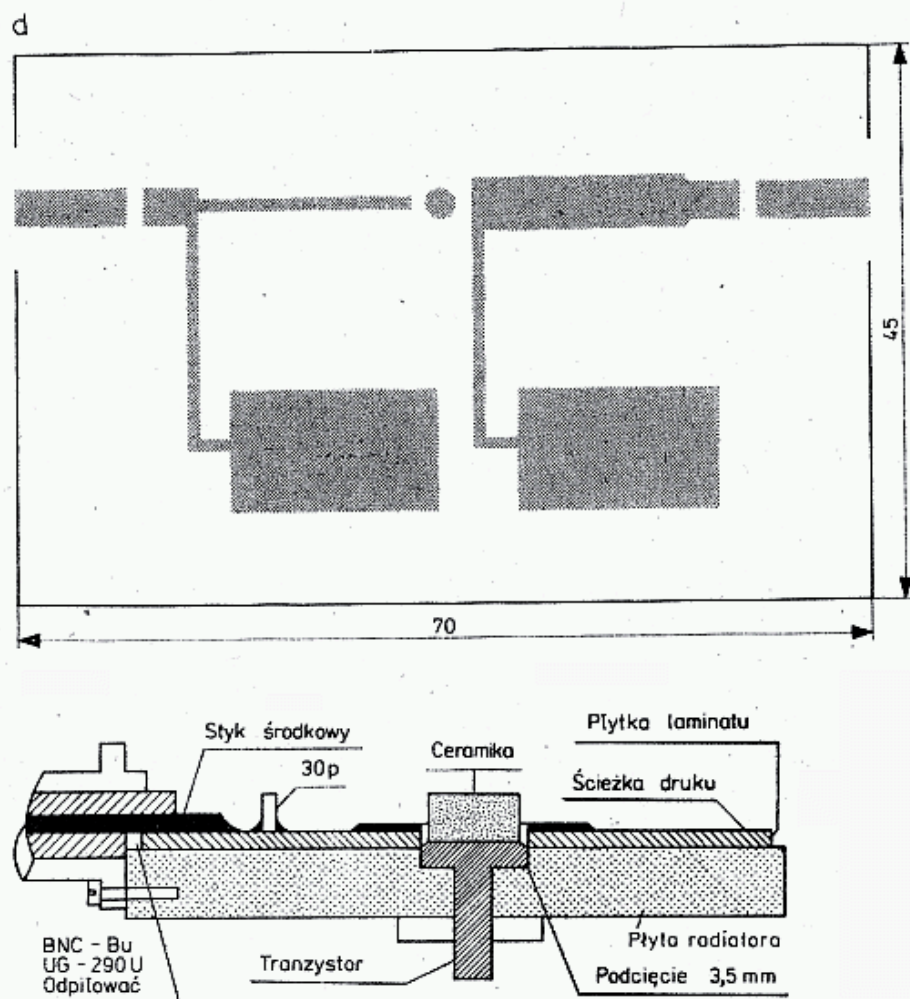 d
45
70
Styk środkowy
30p
Ceramika
Płytka laminatu
Ścieżka druku
BNC - Bu
UG - 290U
Odpiłować
Tranzystor
Płyta radiatora
Podcięcie 3,5 mm